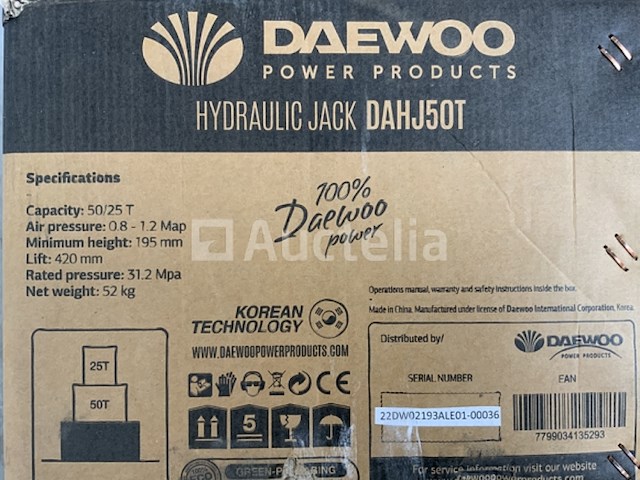 DAEWOO
POWER PRODUCTS
HYDRAULIC JACK DAHJ50T
Specifications
Capacity: 50/25 T
Air pressure: 0.8 - 1.2 Map
Minimum height: 195 mm
Lift: 420 mm
Rated pressure: 31.2 Mpa
Net weight: 52 kg
100%
Daewoo
power
Auctelia
Operations manual, warranty and safety instructions inside the box.
Made in China. Manufactured under license of Daewoo International Corporation, Korea.
KOREAN
TECHNOLOGY
WWW.DAEWOOPOWERPRODUCTS.COM
25T
50T
CE
5
Distributed by/
DAEWOO
POWER PRODUCTS
SERIAL NUMBER
EAN
22DW02193ALE01-00036
7799034135293
For service information visit our website